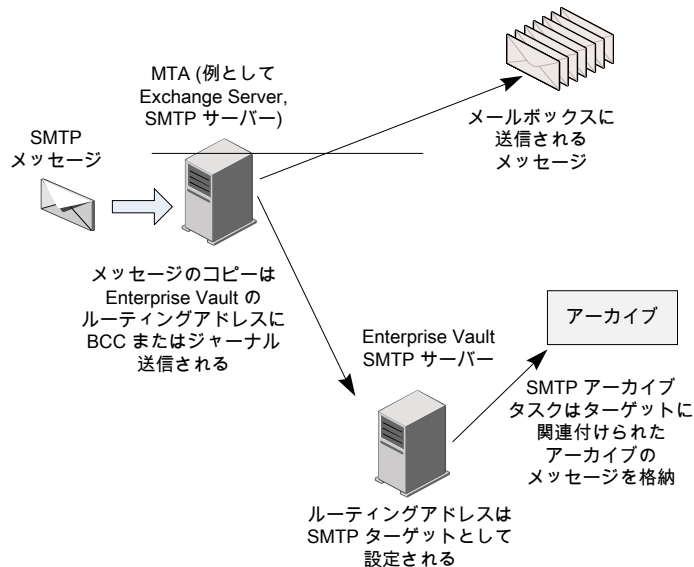 MTA (例として
Exchange Server,
SMTP サーバー)
SMTP
メッセージ
メールボックスに
送信される
メッセージ
メッセージのコピーは
Enterprise Vault の
ルーティングアドレスに
BCC またはジャーナル
送信される
Enterprise Vault
SMTP サーバー
アーカイブ
SMTP アーカイブ
タスクはターゲットに
関連付けられた
アーカイブの
メッセージを格納
ルーティングアドレスは
SMTP ターゲットとして
設定される